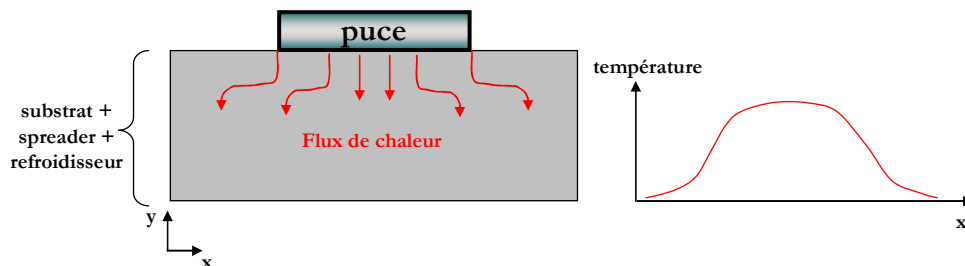 puce
substrat +
spreader +
refroidisseur
Flux de chaleur
y
x
température
x